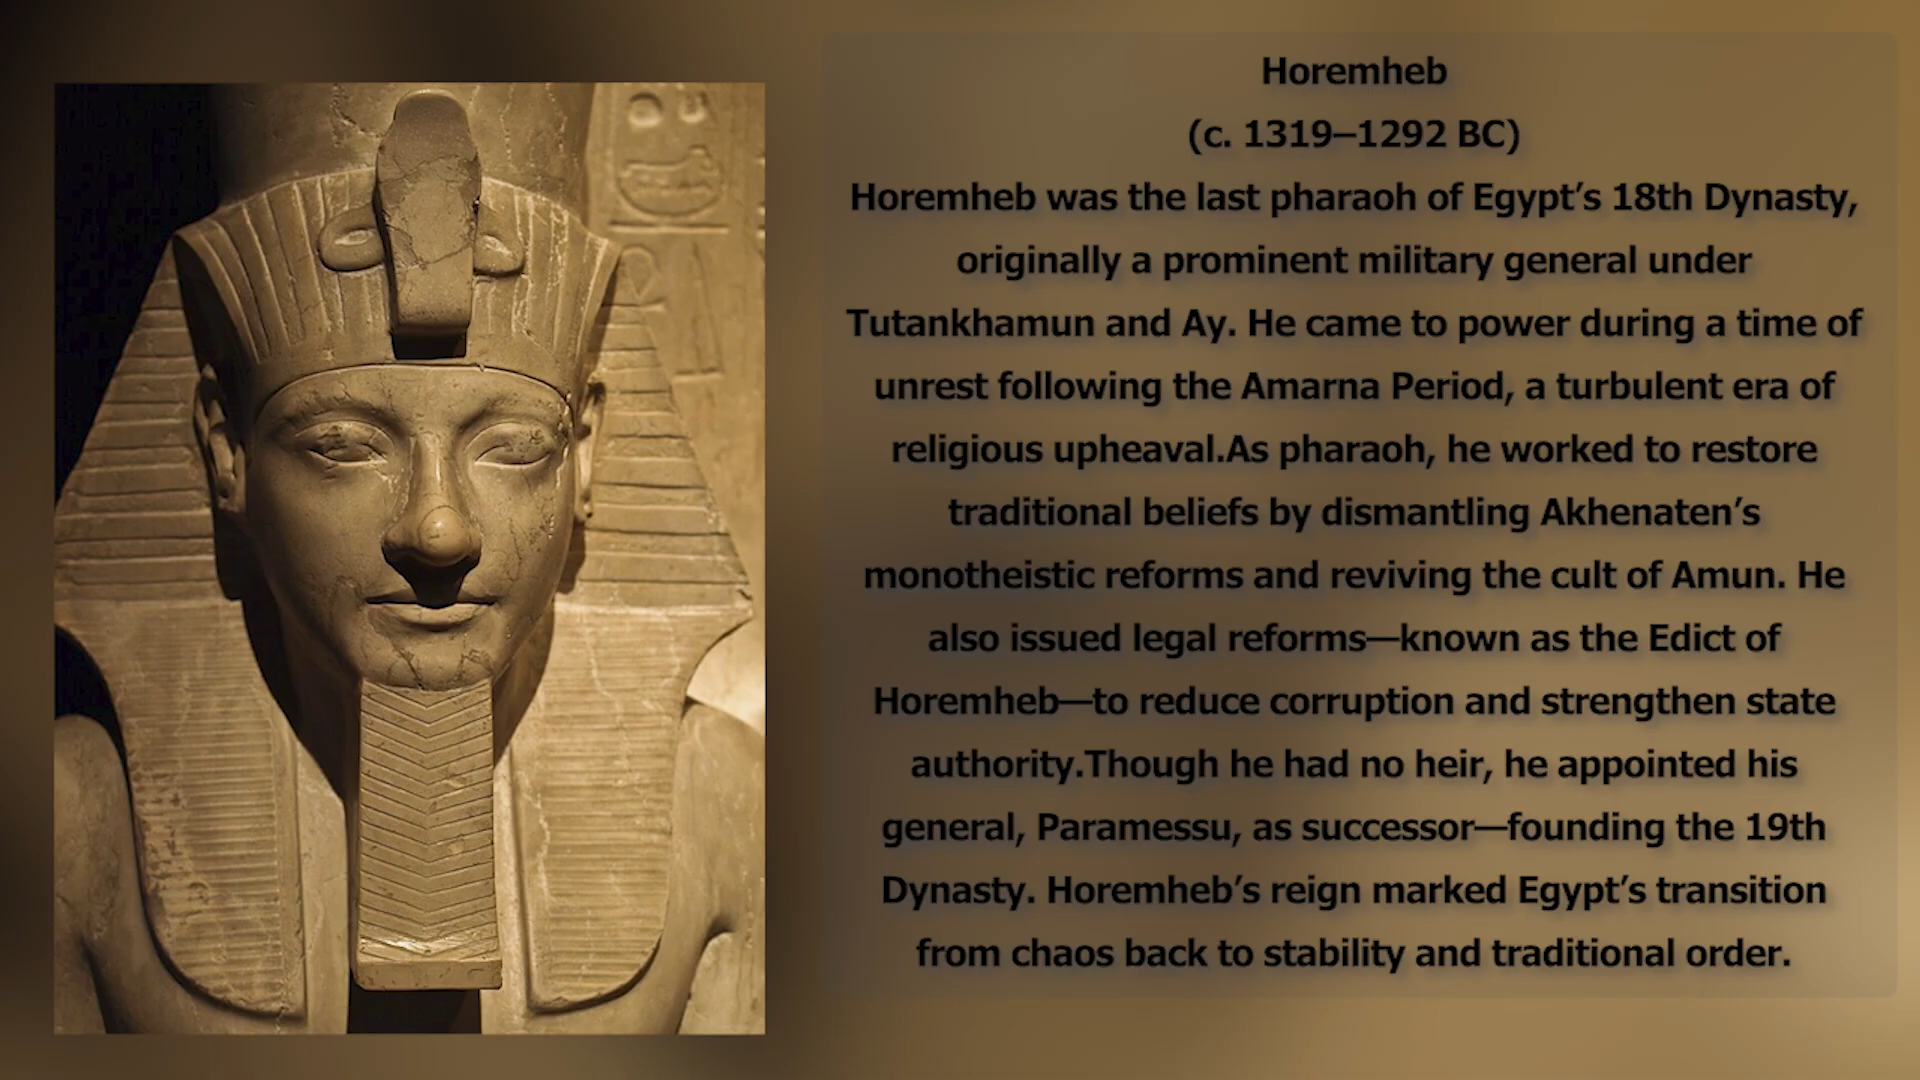 Horemheb
(c. 1319–1292 BC)
Horemheb was the last pharaoh of Egypt’s 18th Dynasty,
originally a prominent military general under
Tutankhamun and Ay. He came to power during a time of
unrest following the Amarna Period, a turbulent era of
religious upheaval.As pharaoh, he worked to restore
traditional beliefs by dismantling Akhenaten’s
monotheistic reforms and reviving the cult of Amun. He
also issued legal reforms—known as the Edict of
Horemheb—to reduce corruption and strengthen state
authority.Though he had no heir, he appointed his
general, Paramessu, as successor—founding the 19th
Dynasty. Horemheb’s reign marked Egypt’s transition
from chaos back to stability and traditional order.